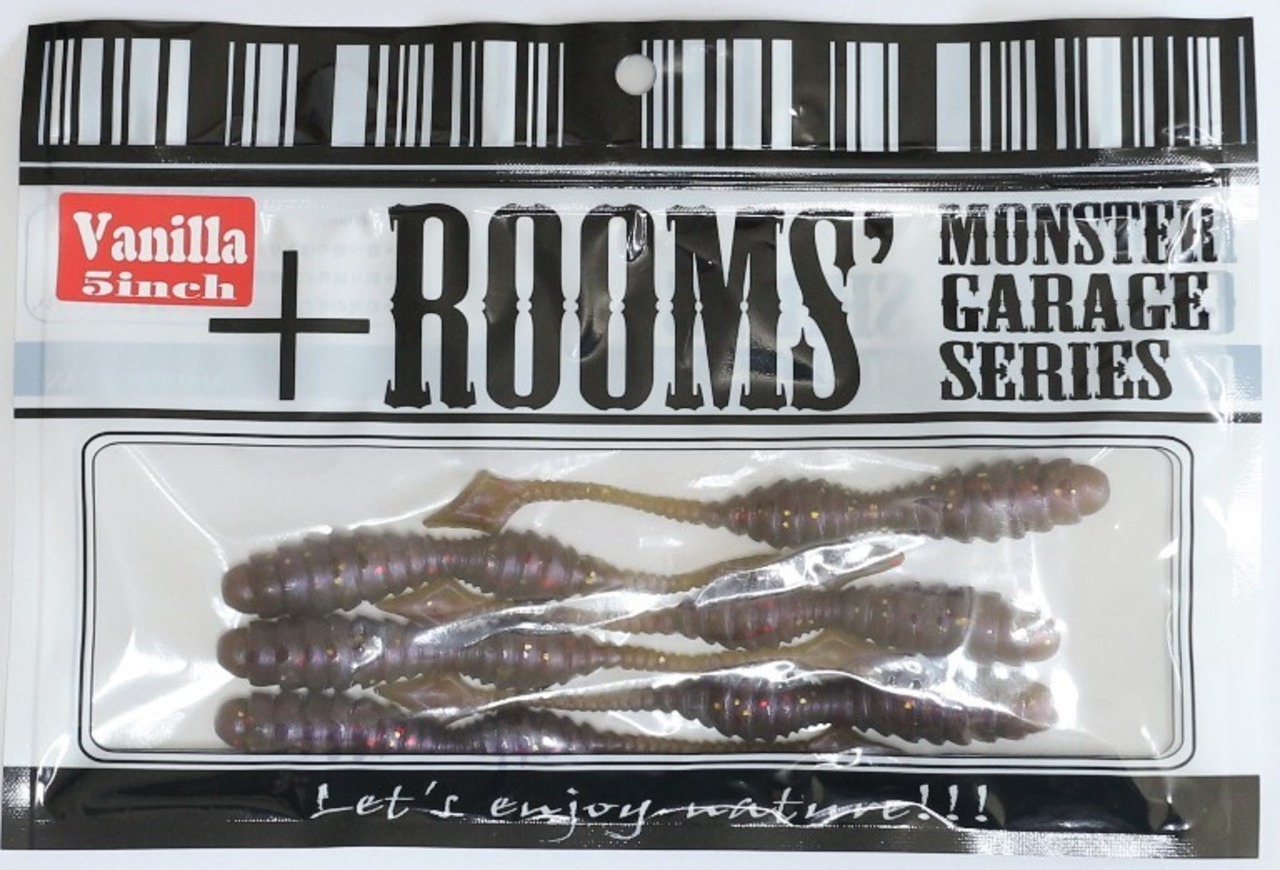 Vanilla
5inch
+ROOMS'
MONSTER
GARAGE
SERIES
Let's enjoy nature!!!